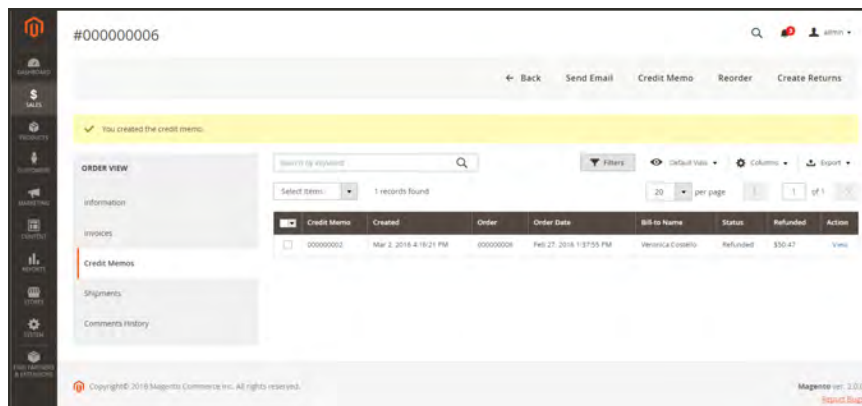 #000000006
3
admin
DASHBOARD
SALES
PRODUCTS
CUSTOMERS
MARKETING
CONTENT
REPORTS
STORES
SYSTEM
FIND PARTNERS
& EXTENSIONS
← Back Send Email Credit Memo Reorder Create Returns
You created the credit memo.
ORDER VIEW
Information
Invoices
Credit Memos
Shipments
Comments History
Search by keyword Filters Default View Columns Export
Select Items 1 records found 20 per page 1 of 1
Credit Memo Created Order Order Date Bill-to Name Status Refunded Action
000000002 Mar 2, 2016 4:16:21 PM 000000006 Feb 27, 2016 1:37:55 PM Veronica Costello Refunded $50.47 View
Copyright© 2016 Magento Commerce Inc. All rights reserved.
Magento ver. 2.0.
Report Bugs